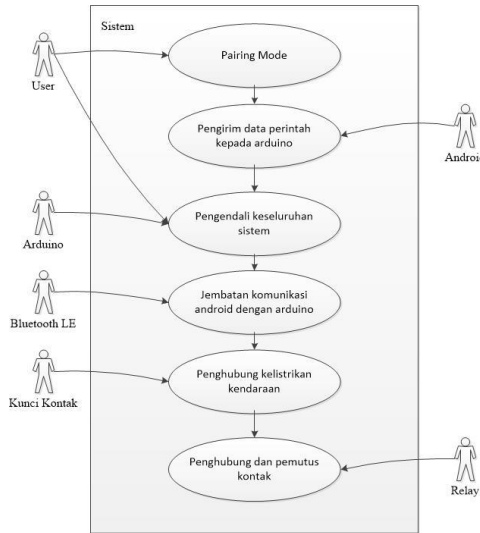 Sistem
Pairing Mode
User
Pengirim data perintah
kepada arduino
Androi
Pengendali keseluruhan
sistem
Arduino
Jembatan komunikasi
android dengan arduino
Bluetooth LE
Penghubung kelistrikan
kendaraan
Kunci Kontak
Penghubung dan pemutus
kontak
Relay